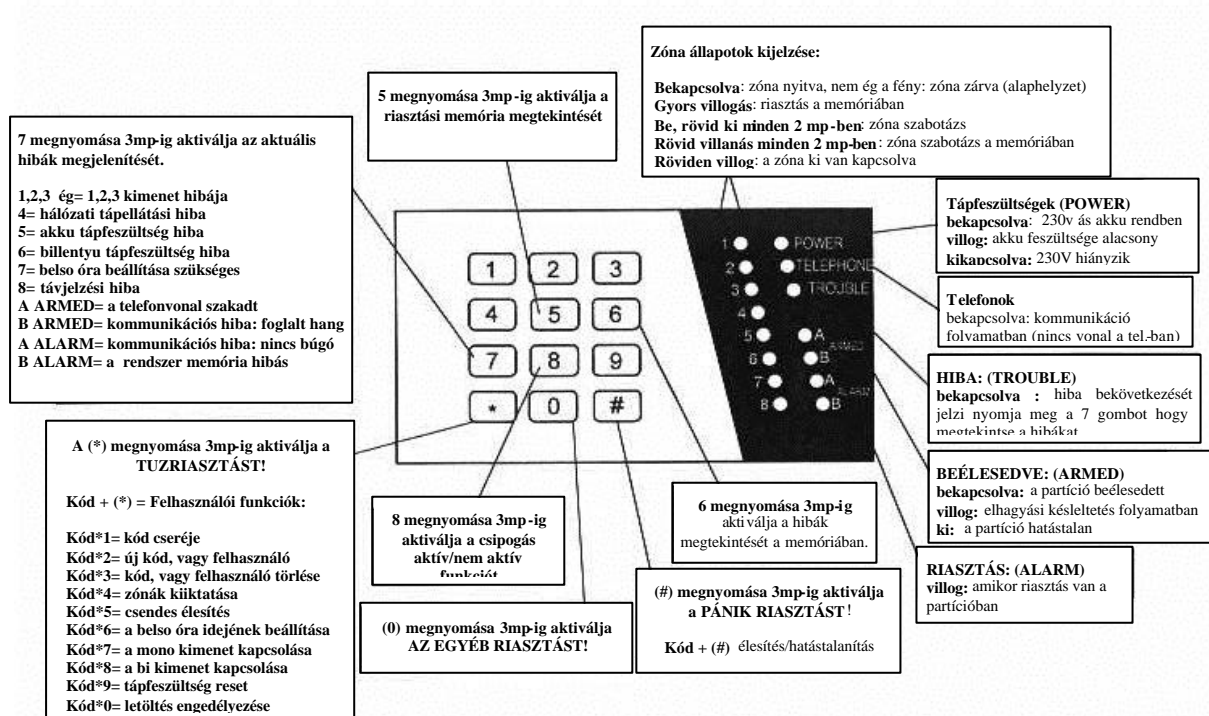 Zóna állapotok kijelzése:
Bekapcsolva: zóna nyitva, nem ég a fény: zóna zárva (alaphelyzet)
Gyors villogás: riasztás a memóriában
Be, rövid ki minden 2 mp-ben: zóna szabotázs
Rövid villanás minden 2 mp-ben: zóna szabotázs a memóriában
Röviden villog: a zóna ki van kapcsolva
5 megnyomása 3mp-ig aktiválja a
riasztási memória megtekintését
7 megnyomása 3mp-ig aktiválja az aktuális
hibák megjelenítését.
1,2,3 ég= 1,2,3 kimenet hibája
4= hálózati tápellátási hiba
5= akku tápfeszültség hiba
6= billentyu tápfeszültség hiba
7= belso óra beállítása szükséges
8= távjelzési hiba
A ARMED= a telefonvonal szakadt
B ARMED= kommunikációs hiba: foglalt hang
A ALARM= kommunikációs hiba: nincs búgó
B ALARM= a rendszer memória hibás
1 2 3
4 5 6
7 8 9
* 0 #
1 POWER
2 TELEPHONE
3 TROUBLE
4
5 A
ARMED
6 B
7 A
ALARM
8 B
Tápfeszültségek (POWER)
bekapcsolva: 230v ás akku rendben
villog: akku feszültsége alacsony
kikapcsolva: 230V hiányzik
Telefonok
bekapcsolva: kommunikáció
folyamatban (nincs vonal a tel.-ban)
HIBA: (TROUBLE)
bekapcsolva : hiba bekövetkezését
jelzi nyomja meg a 7 gombot hogy
megtekintse a hibákat
BEÉLESEDVE: (ARMED)
bekapcsolva: a partíció beélesedett
villog: elhagyási késleltetés folyamatban
ki: a partíció hatástalan
RIASZTÁS: (ALARM)
villog: amikor riasztás van a
partícióban
A (*) megnyomása 3mp-ig aktiválja a
TUZRIASZTÁST!
Kód + (*) = Felhasználói funkciók:
Kód*1= kód cseréje
Kód*2= új kód, vagy felhasználó
Kód*3= kód, vagy felhasználó törlése
Kód*4= zónák kiiktatása
Kód*5= csendes élesítés
Kód*6= a belso óra idejének beállítása
Kód*7= a mono kimenet kapcsolása
Kód*8= a bi kimenet kapcsolása
Kód*9= tápfeszültség reset
Kód*0= letöltés engedélyezése
8 megnyomása 3mp-ig
aktiválja a csipogás
aktív/nem aktív
funkciót
(0) megnyomása 3mp-ig aktiválja
AZ EGYÉB RIASZTÁST!
6 megnyomása 3mp-ig
aktiválja a hibák
megtekintését a memóriában.
(#) megnyomása 3mp-ig aktiválja
a PÁNIK RIASZTÁST!
Kód + (#) élesítés/hatástalanítás